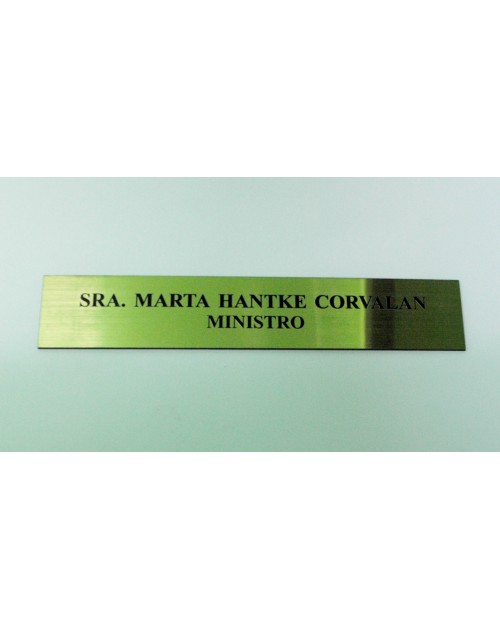 SRA. MARTA HANTKE CORVALAN
MINISTRO